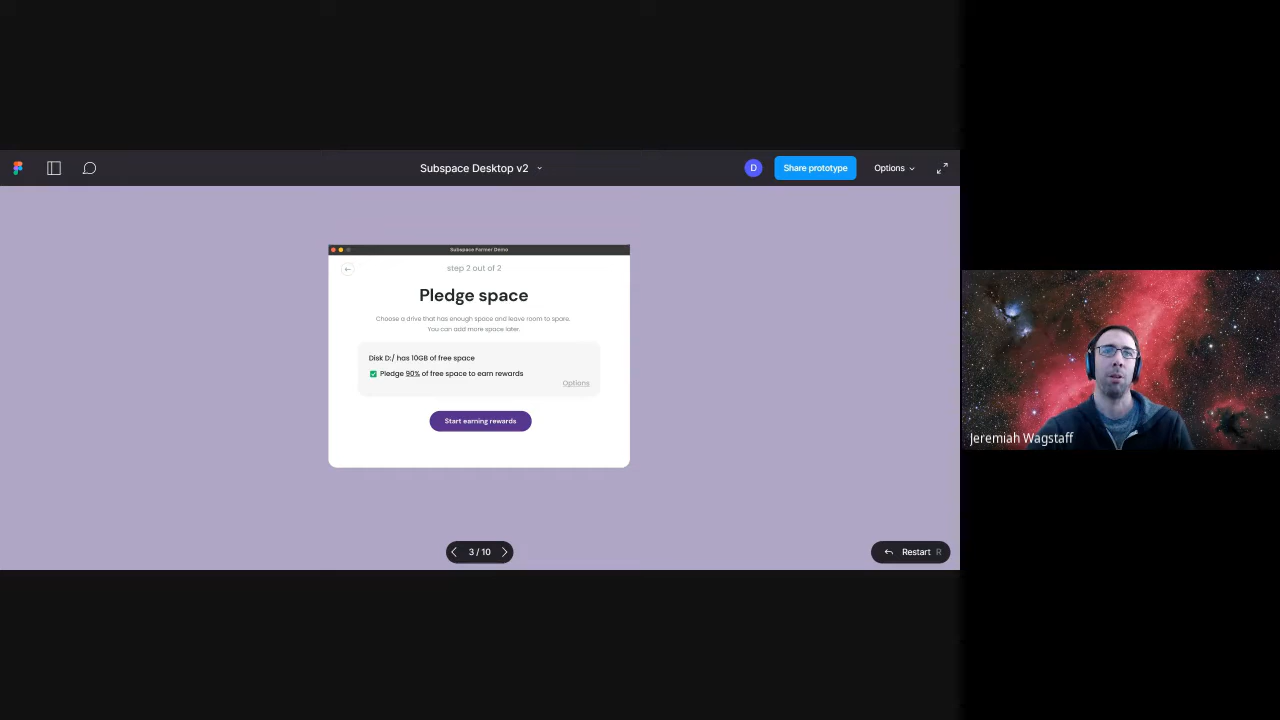 Subspace Desktop v2
D
Share prototype
Options
Subspace Farmer Demo
step 2 out of 2
Pledge space
Choose a drive that has enough space and leave room to spare.
You can add more space later.
Disk D:/ has 10GB of free space
Pledge 90% of free space to earn rewards
Options
Start earning rewards
Jeremiah Wagstaff
3 / 10
Restart R